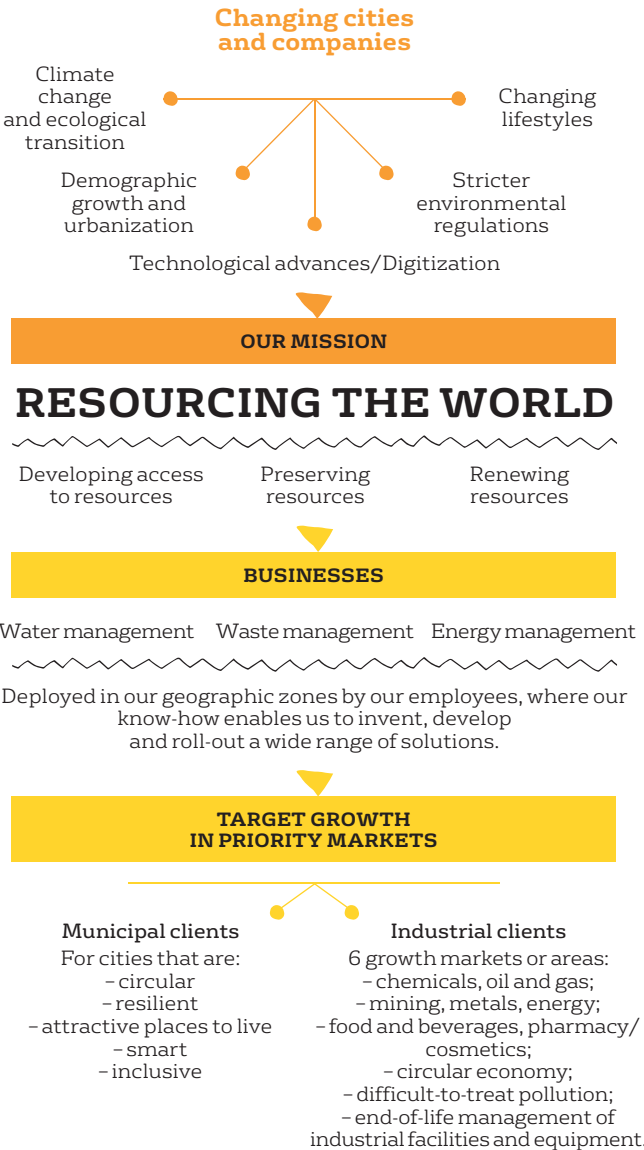 Changing cities
and companies
Climate
change
and ecological
transition
Changing
lifestyles
Demographic
growth and
urbanization
Stricter
environmental
regulations
Technological advances/Digitization
OUR MISSION
RESOURCING THE WORLD
Developing access
to resources
Preserving
resources
Renewing
resources
BUSINESSES
Water management
Waste management
Energy management
Deployed in our geographic zones by our employees, where our
know-how enables us to invent, develop
and roll-out a wide range of solutions.
TARGET GROWTH
IN PRIORITY MARKETS
Municipal clients
For cities that are:
– circular
– resilient
– attractive places to live
– smart
– inclusive
Industrial clients
6 growth markets or areas:
– chemicals, oil and gas;
– mining, metals, energy;
– food and beverages, pharmacy/
cosmetics;
– circular economy;
– difficult-to-treat pollution;
– end-of-life management of
industrial facilities and equipment.